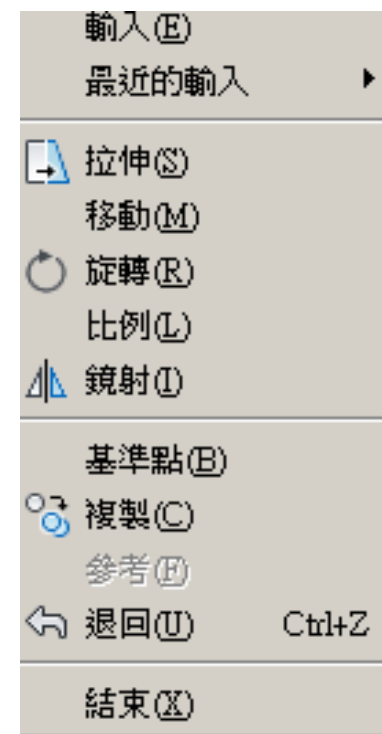 輸入(E)
最近的輸入
拉伸(S)
移動(M)
旋轉(R)
比例(L)
鏡射(I)
基準點(B)
複製(C)
參考(F)
退回(U) Ctrl+Z
結束(X)